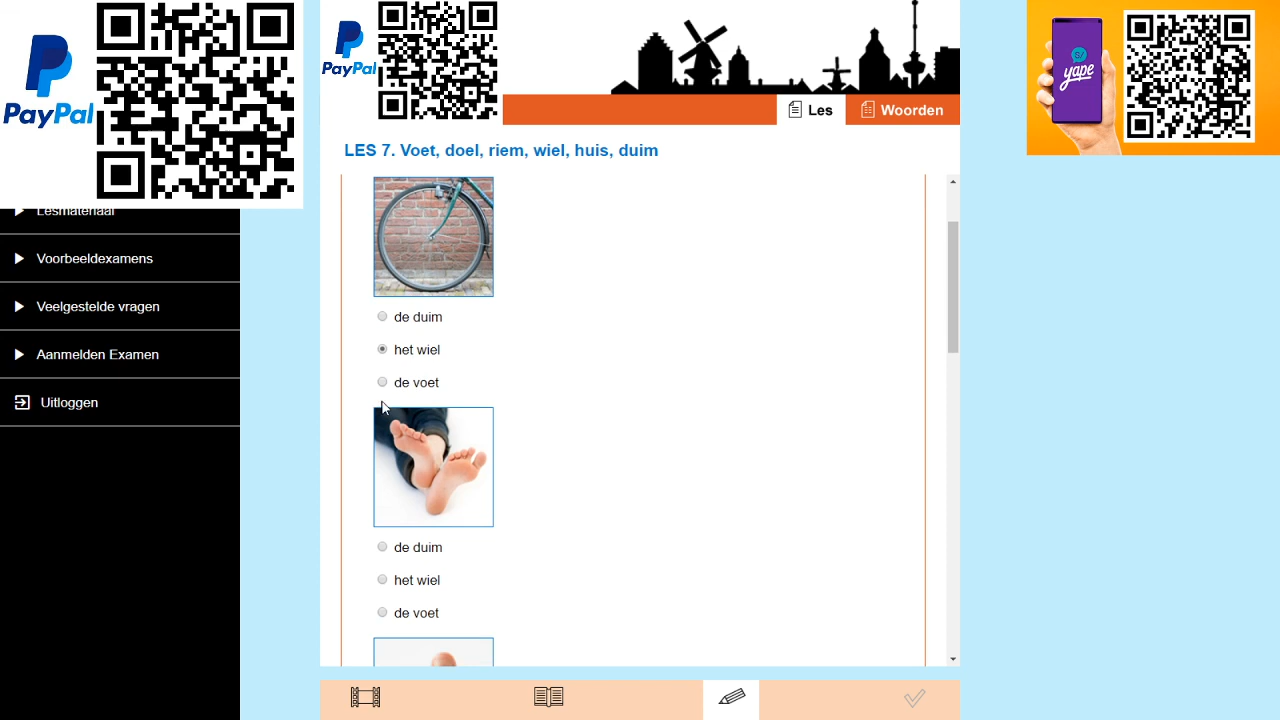 PayPal
PayPal
yape
Les
Woorden
LES 7. Voet, doel, riem, wiel, huis, duim
Lesmateriaal
Voorbeeldexamens
Veelgestelde vragen
Aanmelden Examen
Uitloggen
de duim
het wiel
de voet
de duim
het wiel
de voet